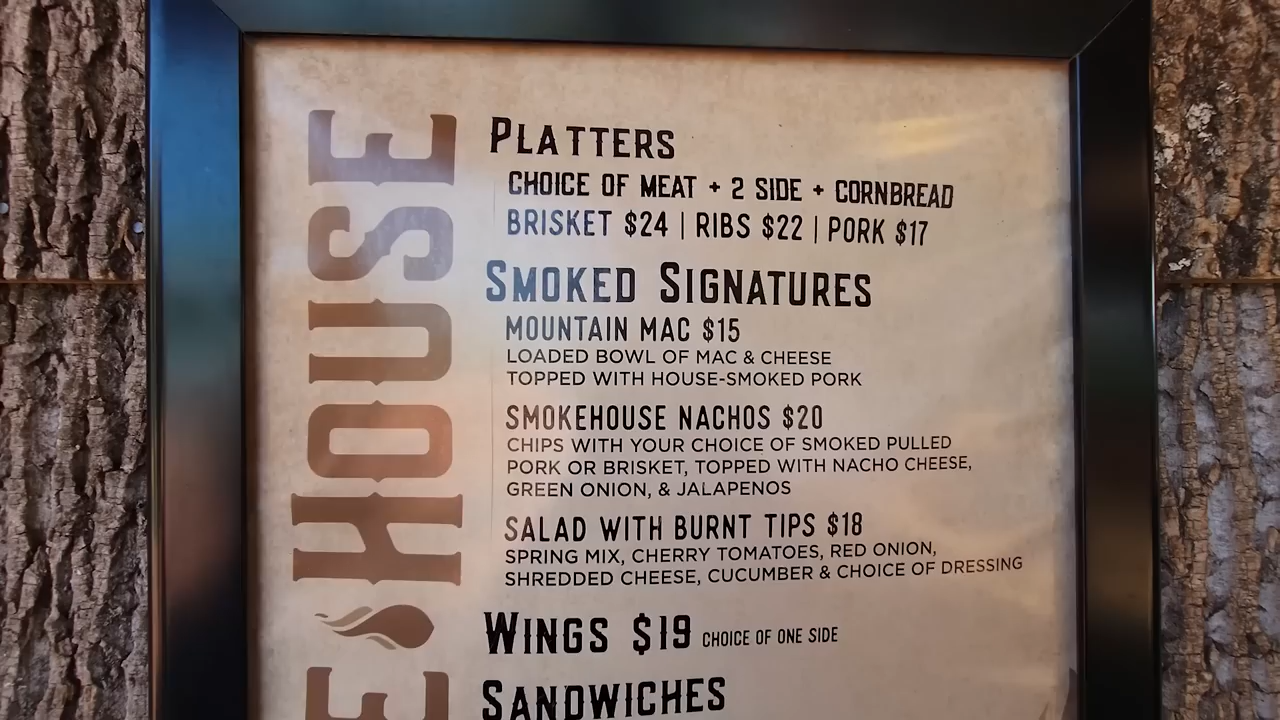 HOUSE
E
PLATTERS
CHOICE OF MEAT + 2 SIDE + CORNBREAD
BRISKET $24 | RIBS $22 | PORK $17
SMOKED SIGNATURES
MOUNTAIN MAC $15
LOADED BOWL OF MAC & CHEESE
TOPPED WITH HOUSE-SMOKED PORK
SMOKEHOUSE NACHOS $20
CHIPS WITH YOUR CHOICE OF SMOKED PULLED
PORK OR BRISKET, TOPPED WITH NACHO CHEESE,
GREEN ONION, & JALAPENOS
SALAD WITH BURNT TIPS $18
SPRING MIX, CHERRY TOMATOES, RED ONION,
SHREDDED CHEESE, CUCUMBER & CHOICE OF DRESSING
WINGS $19 CHOICE OF ONE SIDE
SANDWICHES